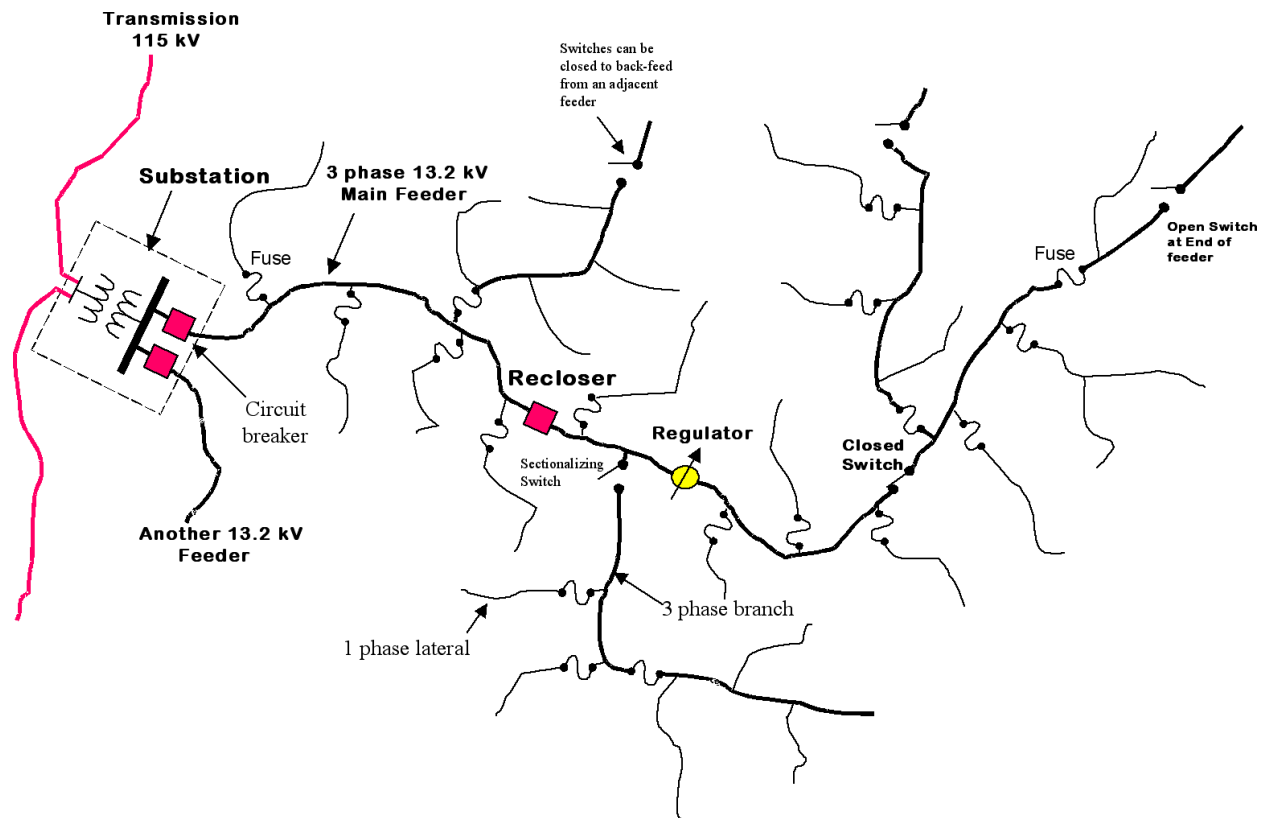 Transmission
115 kV
Switches can be
closed to back-feed
from an adjacent
feeder
Substation
3 phase 13.2 kV
Main Feeder
Fuse
Fuse
Open Switch
at End of
feeder
Recloser
Circuit
breaker
Regulator
Closed
Switch
Sectionalizing
Switch
Another 13.2 kV
Feeder
3 phase branch
1 phase lateral